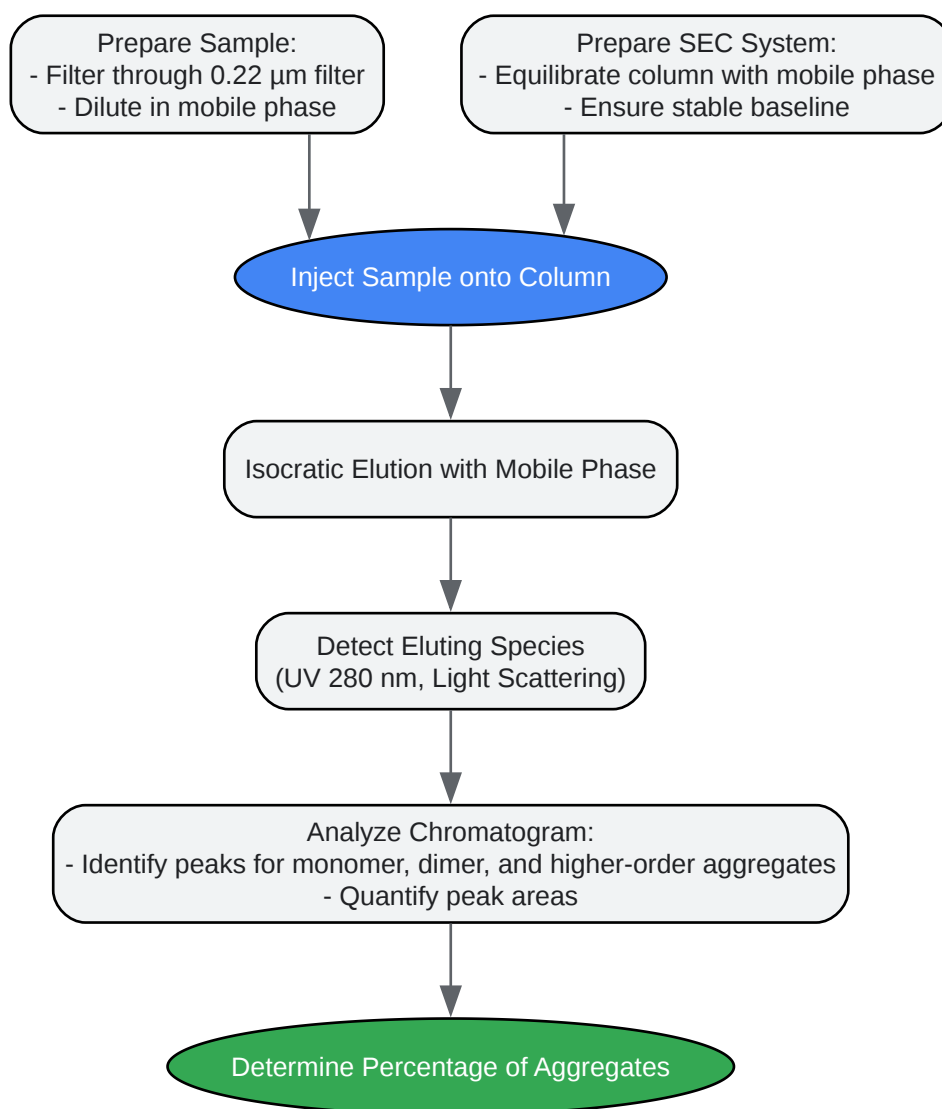 Prepare Sample:
- Filter through 0.22 µm filter
- Dilute in mobile phase
Prepare SEC System:
- Equilibrate column with mobile phase
- Ensure stable baseline
Inject Sample onto Column
Isocratic Elution with Mobile Phase
Detect Eluting Species
(UV 280 nm, Light Scattering)
Analyze Chromatogram:
- Identify peaks for monomer, dimer, and higher-order aggregates
- Quantify peak areas
Determine Percentage of Aggregates